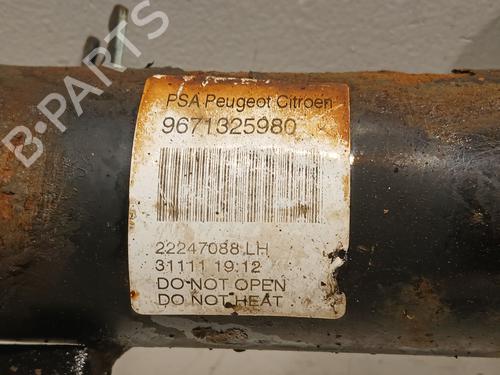 PSA Peugeot Citroen
9671325980
22247088 LH
31111 19:12
DO NOT OPEN
DO NOT HEAT
B-Parts